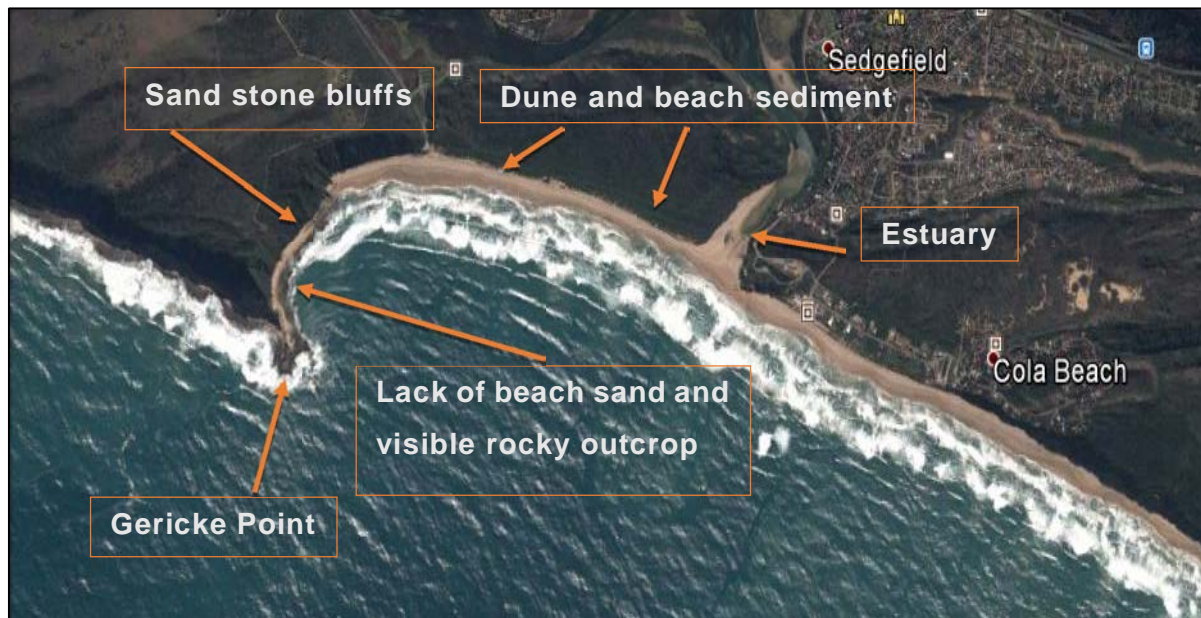 Sedgefield
Sand stone bluffs
Dune and beach sediment
Estuary
Cola Beach
Lack of beach sand and
visible rocky outcrop
Gericke Point